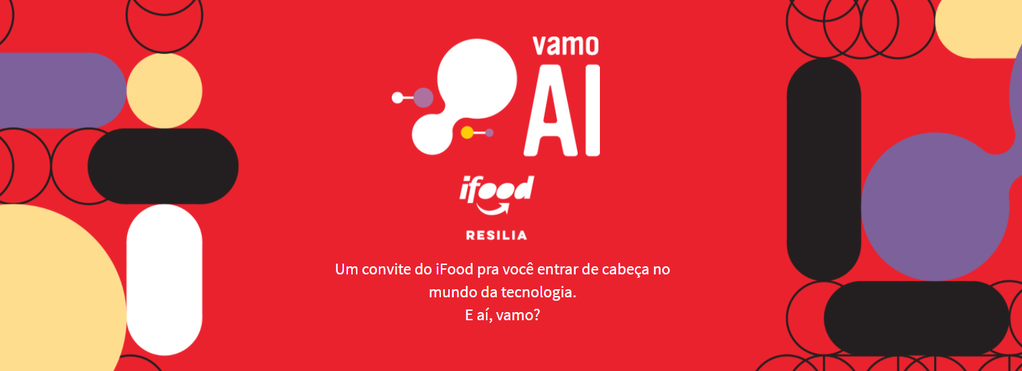 vamo
AI
ifood
RESILIA
Um convite do iFood pra você entrar de cabeça no
mundo da tecnologia.
E aí, vamo?